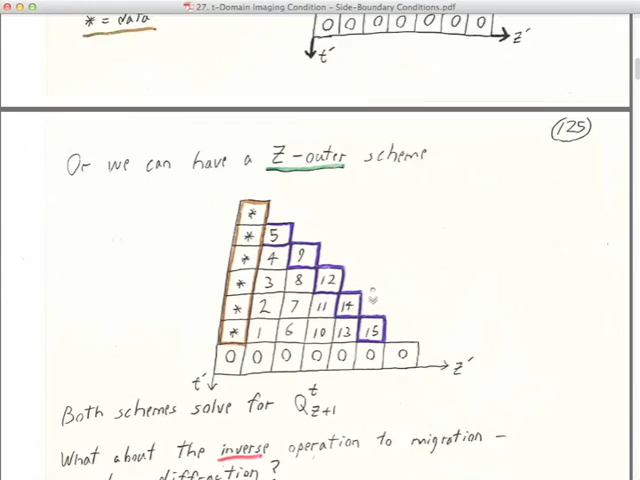 27. t-Domain Imaging Condition - Side-Boundary Conditions.pdf
* = data
0 0 0 0 0 0 0
z'
t'
125
Or we can have a Z-outer scheme
*
* 5
* 4 9
* 3 8 12
* 2 7 11 14
* 1 6 10 13 15
0 0 0 0 0 0 0
z'
t'
Both schemes solve for Q^t_{z+1}
What about the inverse operation to migration -
diffraction?